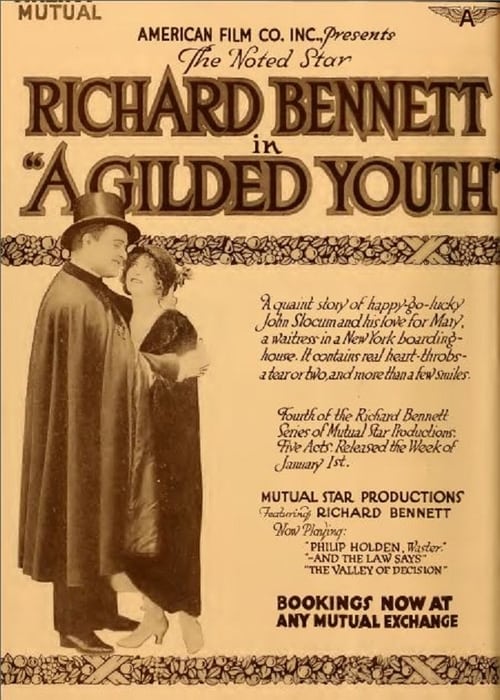 MUTUAL
A
AMERICAN FILM CO. INC., Presents
The Noted Star
RICHARD BENNETT
in
"A GILDED YOUTH"
A quaint story of happy-go-lucky
John Slocum and his love for Mary,
a waitress in a New York boarding-
house. It contains real heart-throbs-
a tear or two, and more than a few smiles.
Fourth of the Richard Bennett
Series of Mutual Star Productions.
Five Acts. Released the Week of
January 1st.
MUTUAL STAR PRODUCTIONS
Featuring RICHARD BENNETT
Now Playing:
"PHILIP HOLDEN, Waster."
"-AND THE LAW SAYS"
"THE VALLEY OF DECISION"
BOOKINGS NOW AT
ANY MUTUAL EXCHANGE